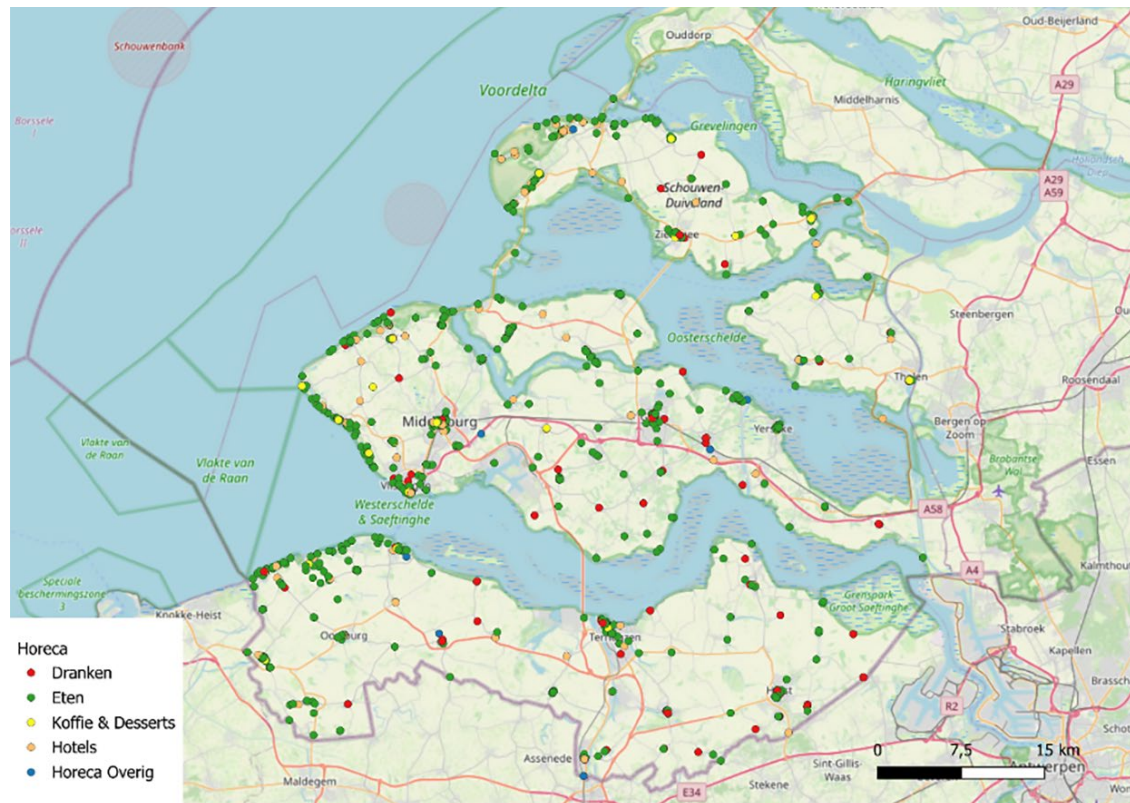 Oud-Beijerland
Ouddorp
Schouwenbank
A29
Haringvliet
Voordelta
Middelharnis
Borssele
I
Grevelingen
A29
A59
Schouwen
Duiveland
II
Steenbergen
Oosterschelde
Roosendaal
Tholen
Bergen op
Zoom
Middelburg
Yerseke
Vlakte van
de Raan
Vlakte van
de Raan
Brabantse
Wal
Essen
Westerschelde
& Saeftinghe
A58
Speciale
beschermingszone
3
Knokke-Heist
A4
Kalmthout
Grenspark
Groot Saeftinghe
Stabroek
Kapellen
Oostburg
Terneuzen
Hulst
R2
Horeca
Dranken
Eten
Koffie & Desserts
Hotels
Horeca Overig
Assenede
Maldegem
Stekene
Sint-Gillis-
Waas
Antwerpen
E34
0 7,5 15 km